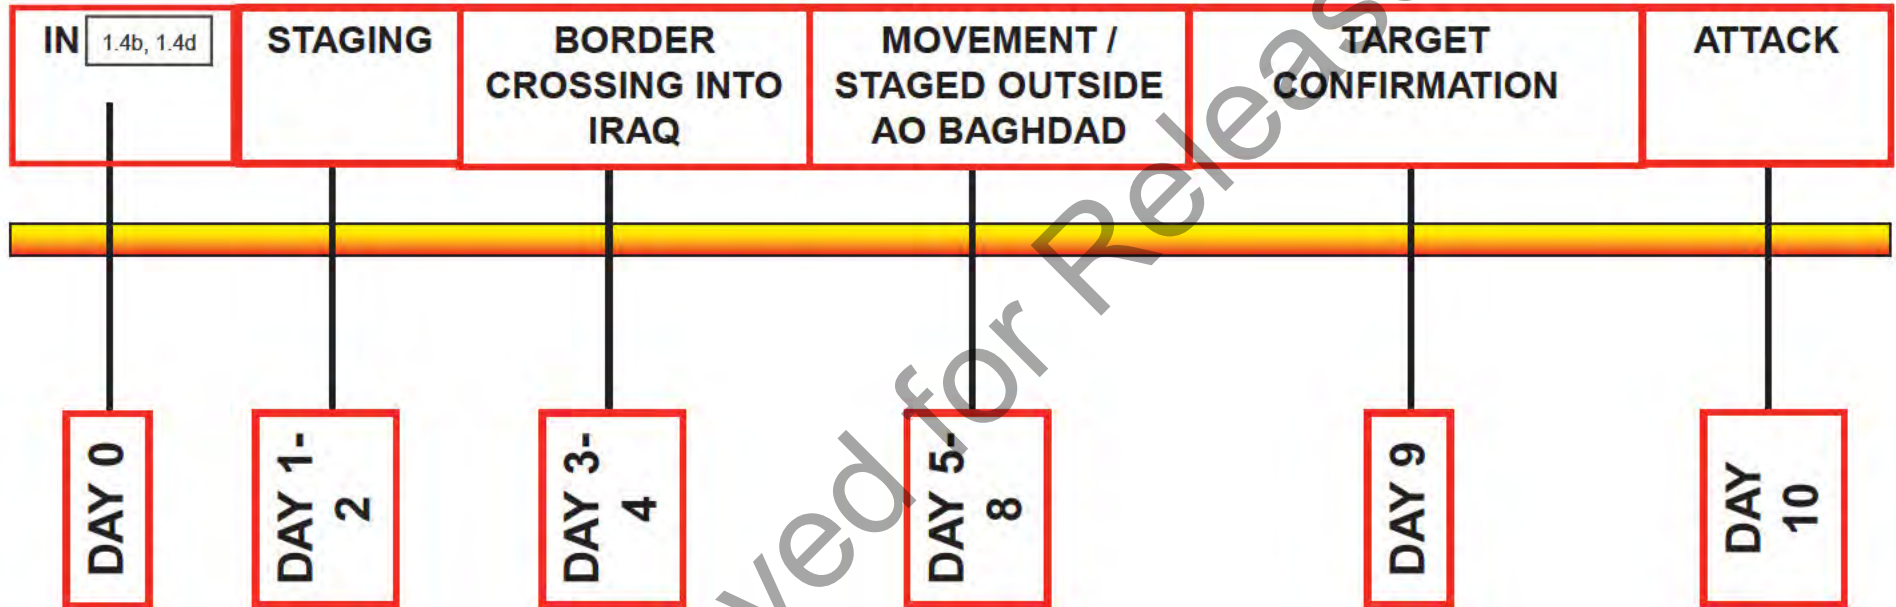 IN 1.4b, 1.4d
STAGING
BORDER
CROSSING INTO
IRAQ
MOVEMENT /
STAGED OUTSIDE
AO BAGHDAD
TARGET
CONFIRMATION
ATTACK
DAY 0
DAY 1-
2
DAY 3-
4
DAY 5-
8
DAY 9
DAY
10
ved for Releas